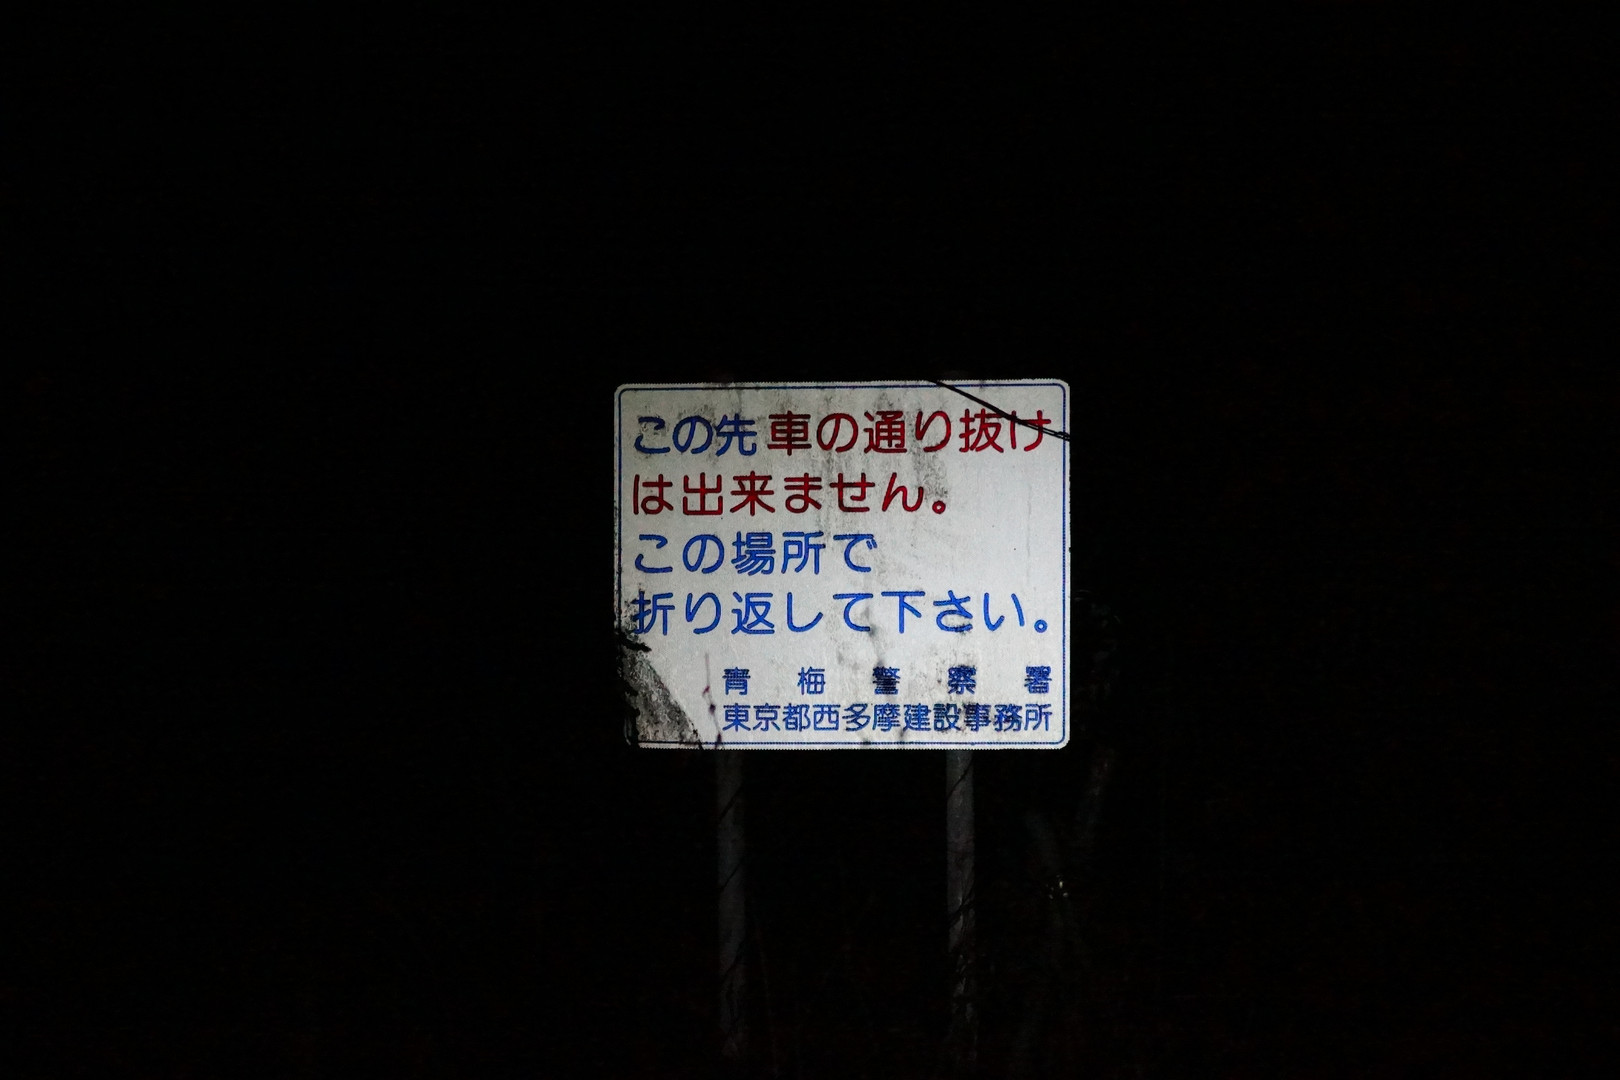 この先 車の通り抜け
は出来ません。
この場所で
折り返して下さい。
青梅警察署
東京都西多摩建設事務所